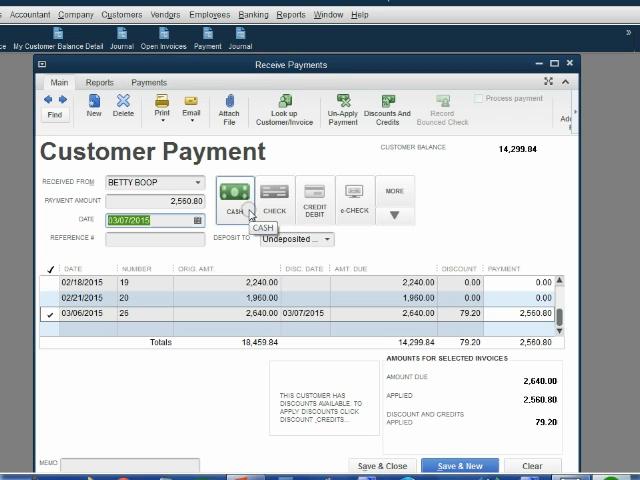 Accountant Company Customers Vendors Employees Banking Reports Window Help
My Customer Balance Detail Journal Open Invoices Payment Journal
Receive Payments
Main Reports Payments
Find New Delete Print Email Attach File Look up Customer/Invoice Un-Apply Payment Discounts And Credits Record Bounced Check Process payment
Customer Payment
CUSTOMER BALANCE 14,299.84
RECEIVED FROM BETTY BOOP
PAYMENT AMOUNT 2,560.80
DATE 03/07/2015
REFERENCE #
CASH CHECK CREDIT DEBIT e-CHECK MORE
CASH
DEPOSIT TO Undeposited ...
DATE NUMBER ORIG. AMT. DISC. DATE AMT. DUE DISCOUNT PAYMENT
02/18/2015 19 2,240.00 2,240.00 0.00 0.00
02/21/2015 20 1,960.00 1,960.00 0.00 0.00
03/06/2015 26 2,640.00 03/07/2015 2,640.00 79.20 2,560.80
Totals 18,459.84 14,299.84 79.20 2,560.80
AMOUNTS FOR SELECTED INVOICES
AMOUNT DUE 2,640.00
APPLIED 2,560.80
DISCOUNT AND CREDITS APPLIED 79.20
THIS CUSTOMER HAS
DISCOUNTS AVAILABLE. TO
APPLY DISCOUNTS CLICK
DISCOUNT _CREDITS...
MEMO
Save & Close Save & New Clear